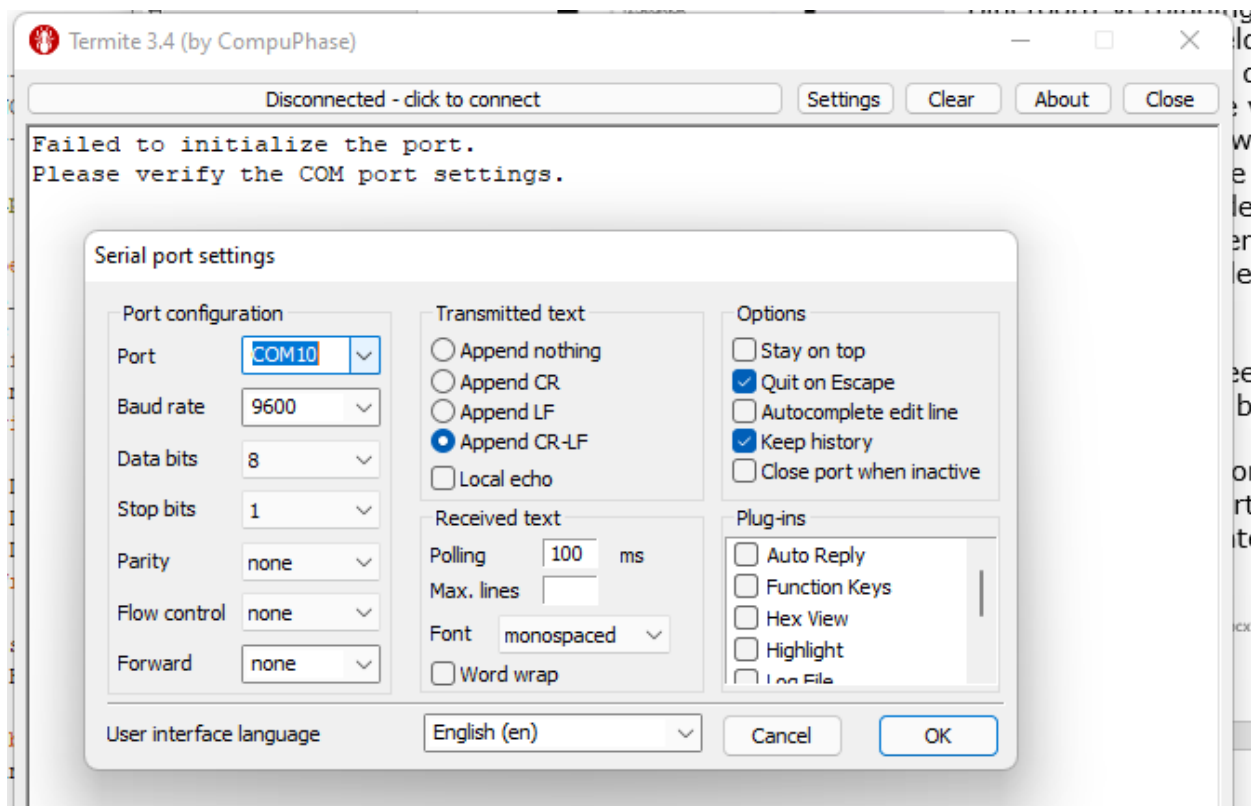 Termite 3.4 (by CompuPhase)
Disconnected - click to connect
Settings
Clear
About
Close
Failed to initialize the port.
Please verify the COM port settings.
Serial port settings
Port configuration
Port
COM10
Baud rate
9600
Data bits
8
Stop bits
1
Parity
none
Flow control
none
Forward
none
Transmitted text
Append nothing
Append CR
Append LF
Append CR-LF
Local echo
Received text
Polling
100
ms
Max. lines
Font
monospaced
Word wrap
Options
Stay on top
Quit on Escape
Autocomplete edit line
Keep history
Close port when inactive
Plug-ins
Auto Reply
Function Keys
Hex View
Highlight
Log File
User interface language
English (en)
Cancel
OK